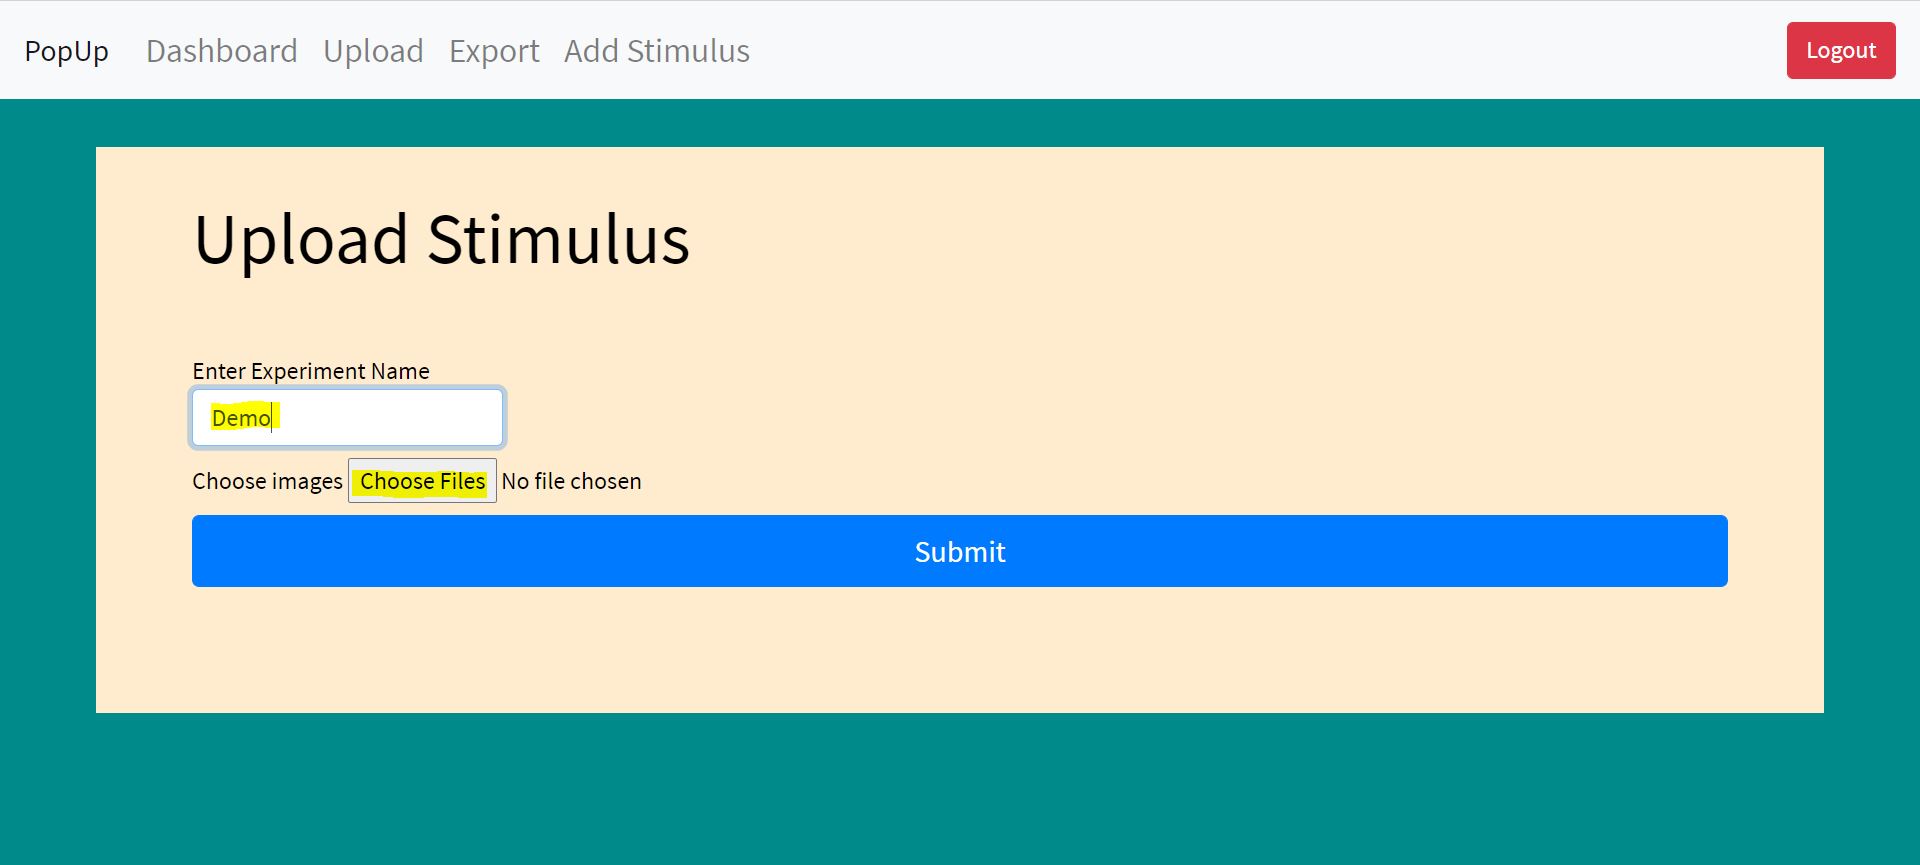 PopUp Dashboard Upload Export Add Stimulus Logout
Upload Stimulus
Enter Experiment Name
Demo
Choose images Choose Files No file chosen
Submit